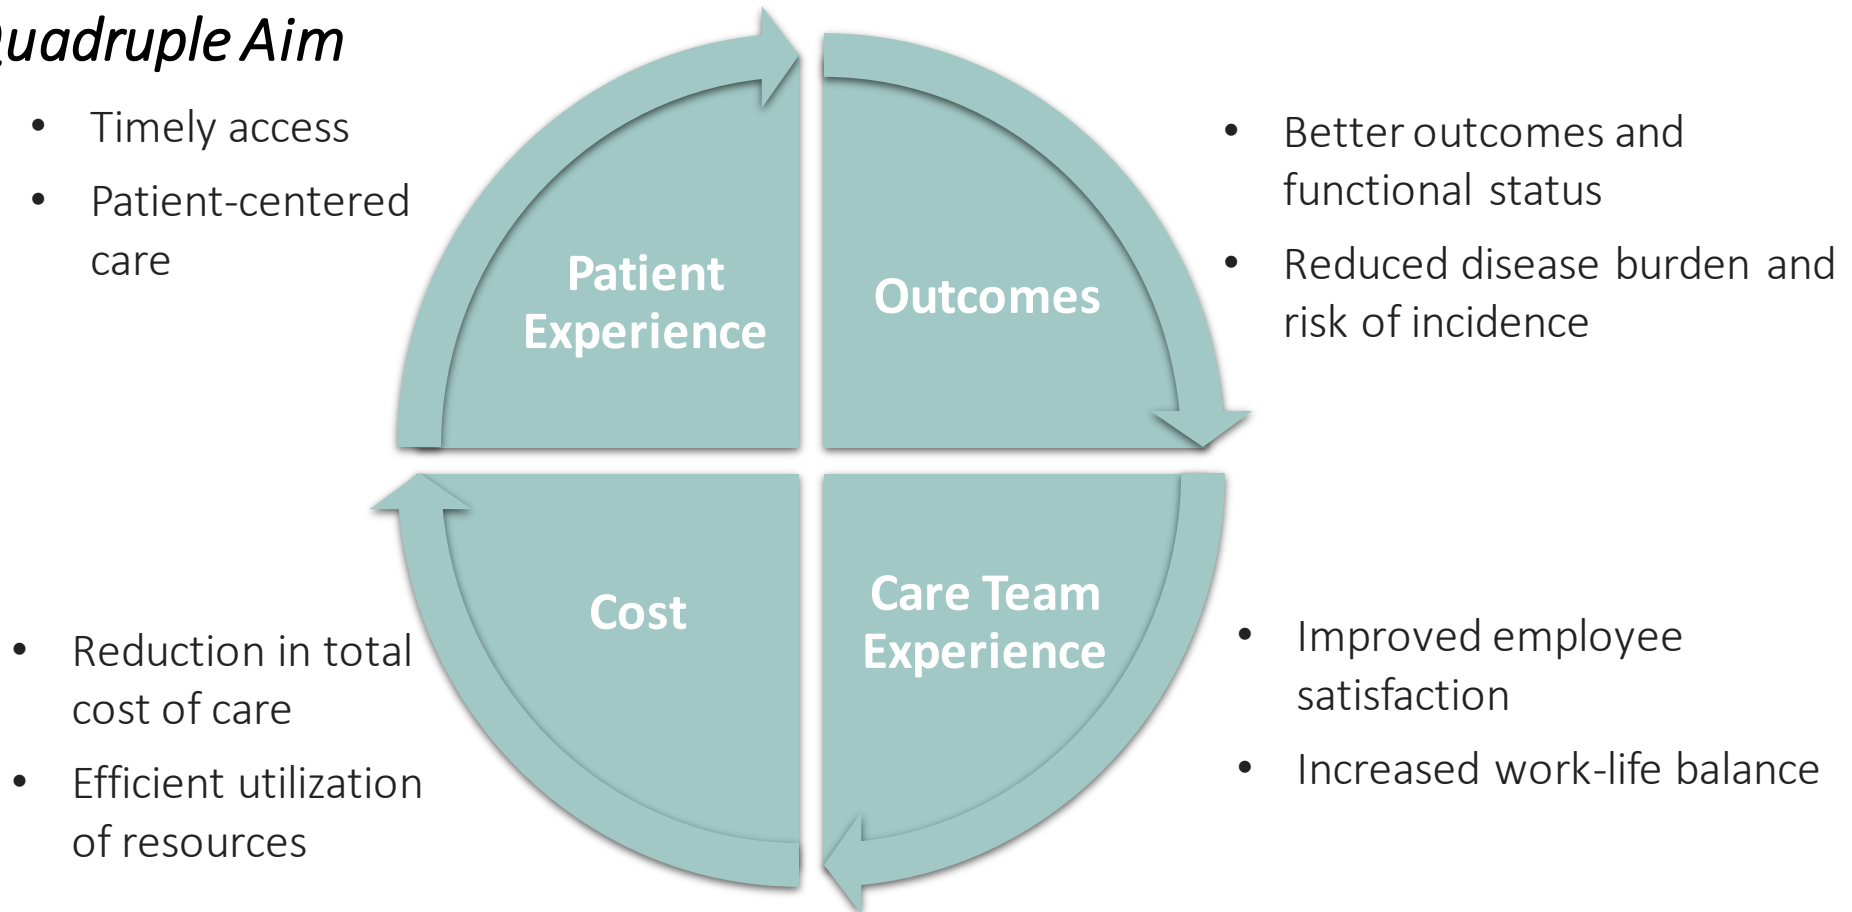 Quadruple Aim
• Timely access
• Patient-centered
care
Patient
Experience
Outcomes
• Better outcomes and
functional status
• Reduced disease burden and
risk of incidence
Cost
Care Team
Experience
• Reduction in total
cost of care
• Efficient utilization
of resources
• Improved employee
satisfaction
• Increased work-life balance